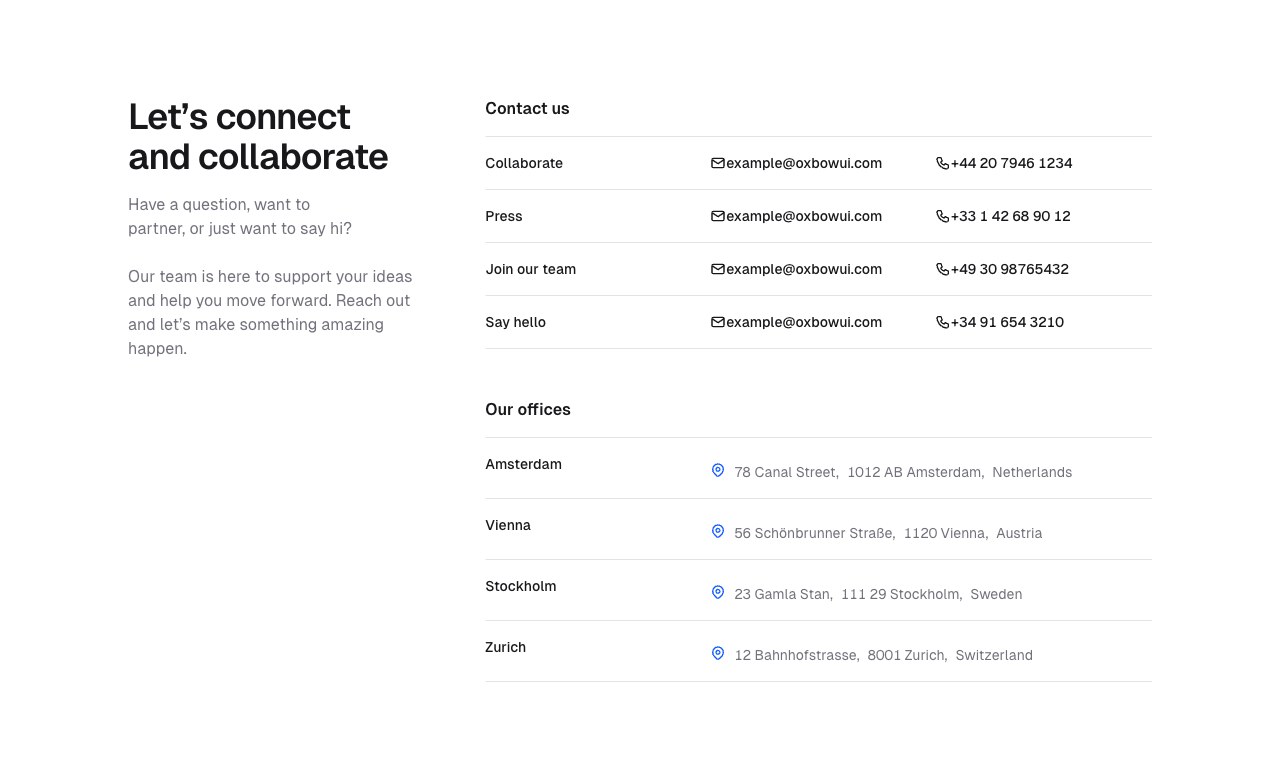 Let’s connect
and collaborate
Have a question, want to
partner, or just want to say hi?
Our team is here to support your ideas
and help you move forward. Reach out
and let’s make something amazing
happen.
Contact us
Collaborate example@oxbowui.com +44 20 7946 1234
Press example@oxbowui.com +33 1 42 68 90 12
Join our team example@oxbowui.com +49 30 98765432
Say hello example@oxbowui.com +34 91 654 3210
Our offices
Amsterdam 78 Canal Street, 1012 AB Amsterdam, Netherlands
Vienna 56 Schönbrunner Straße, 1120 Vienna, Austria
Stockholm 23 Gamla Stan, 111 29 Stockholm, Sweden
Zurich 12 Bahnhofstrasse, 8001 Zurich, Switzerland